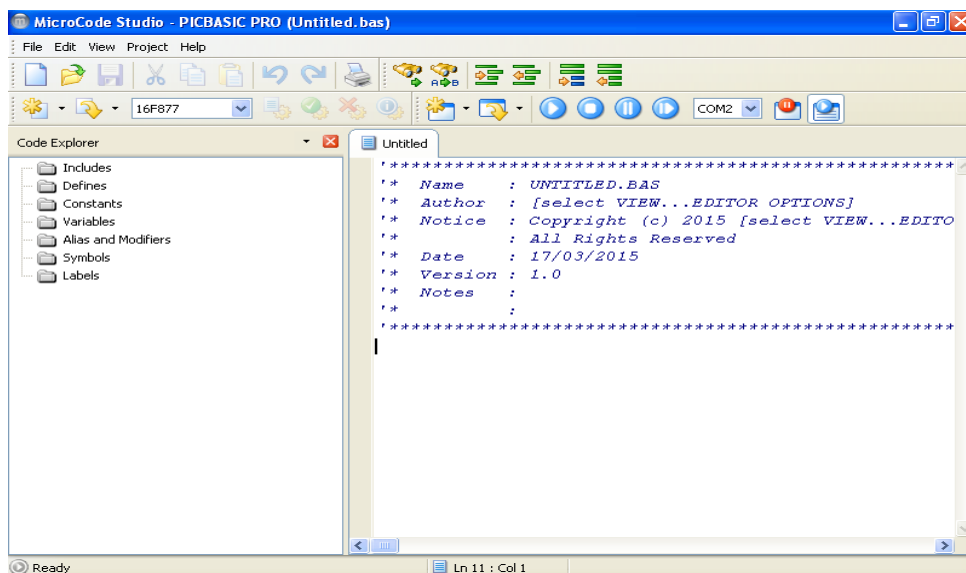 MicroCode Studio - PICBASIC PRO (Untitled.bas)
File Edit View Project Help
A B
16F877
COM2
Code Explorer
Untitled
Includes
Defines
Constants
Variables
Alias and Modifiers
Symbols
Labels
'****************************************************
'* Name : UNTITLED.BAS
'* Author : [select VIEW...EDITOR OPTIONS]
'* Notice : Copyright (c) 2015 [select VIEW...EDITO
'* : All Rights Reserved
'* Date : 17/03/2015
'* Version : 1.0
'* Notes :
'* :
'****************************************************
Ready
Ln 11 : Col 1